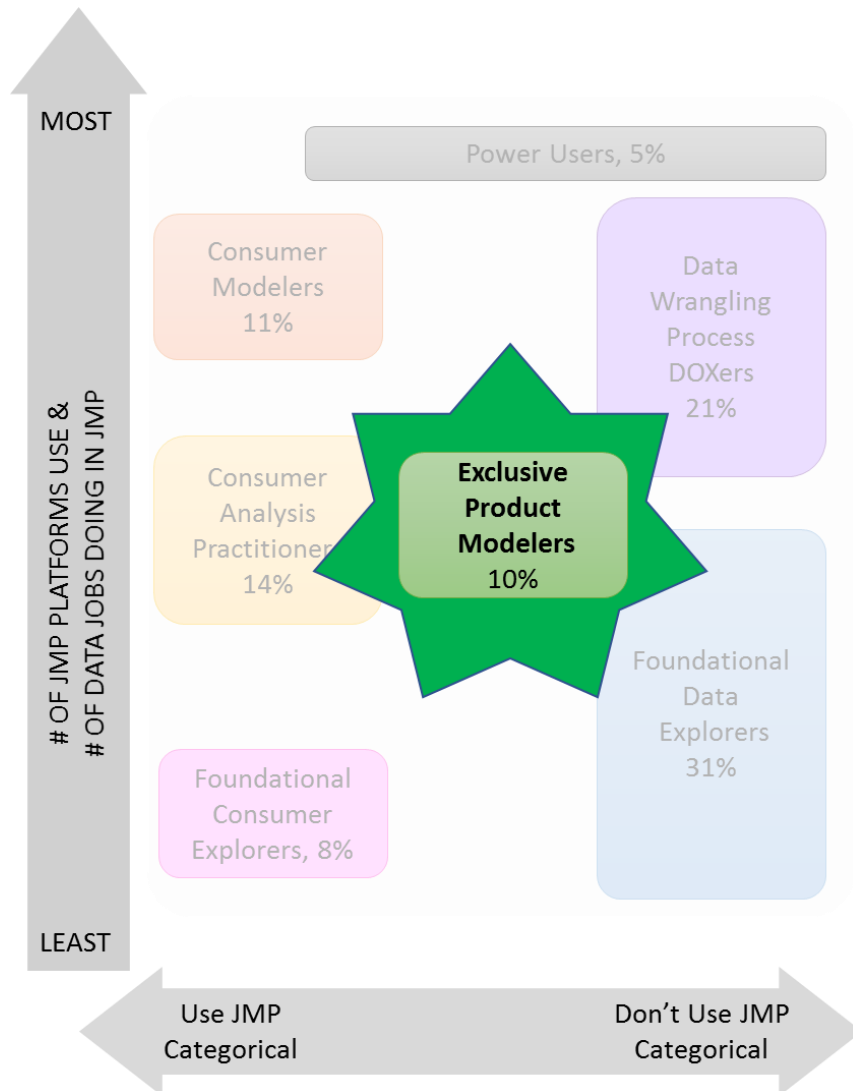 MOST
Power Users, 5%
Consumer
Modelers
11%
Data
Wrangling
Process
DOXers
21%
# OF JMP PLATFORMS USE &
# OF DATA JOBS DOING IN JMP
Consumer
Analysis
Practitioner
14%
Exclusive
Product
Modelers
10%
Foundational
Data
Explorers
31%
Foundational
Consumer
Explorers, 8%
LEAST
Use JMP
Categorical
Don’t Use JMP
Categorical